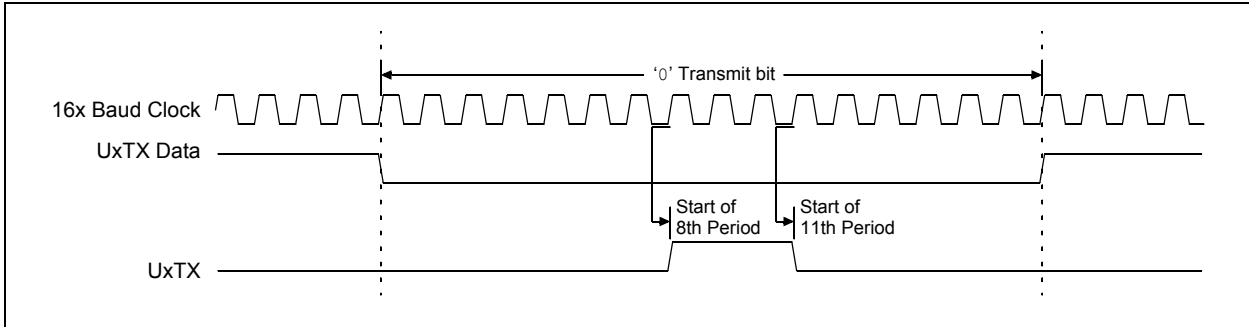 ‘0’ Transmit bit
16x Baud Clock
UxTX Data
Start of
8th Period
Start of
11th Period
UxTX